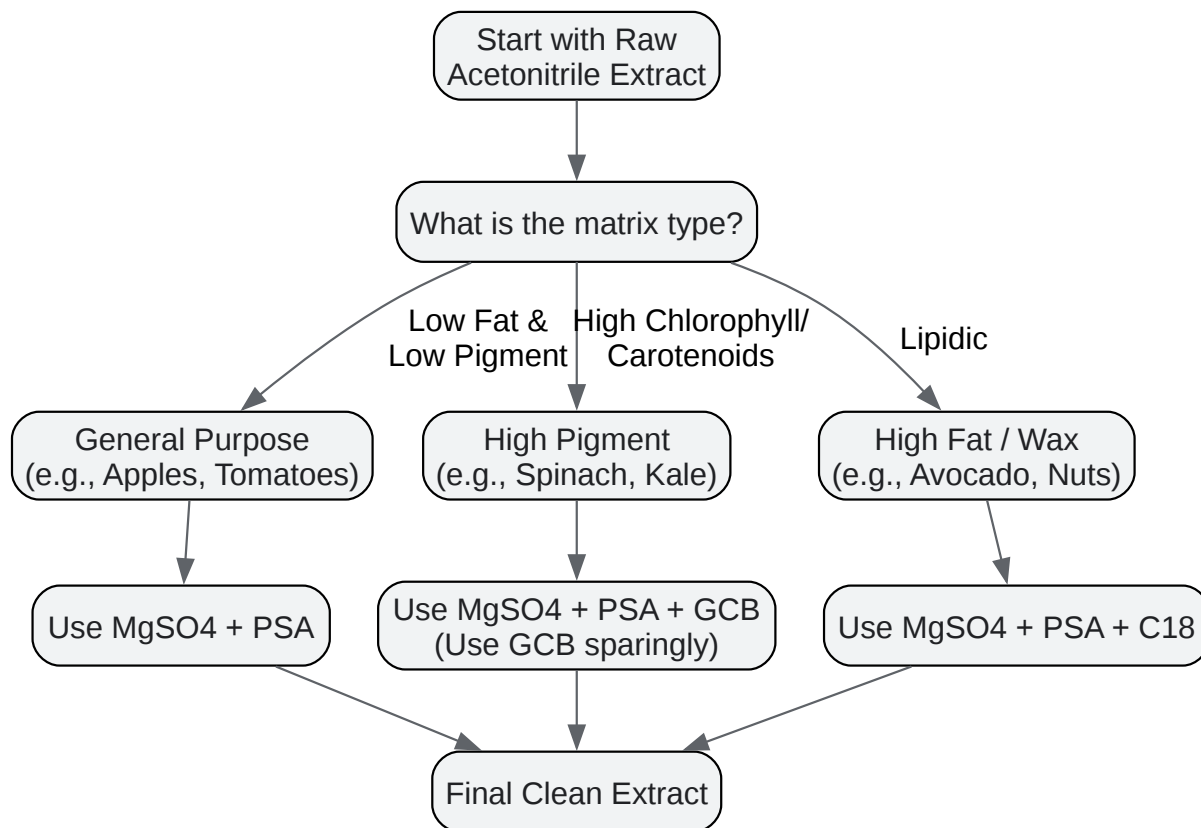 Start with Raw
Acetonitrile Extract
What is the matrix type?
Low Fat &
Low Pigment
High Chlorophyll/
Carotenoids
Lipidic
General Purpose
(e.g., Apples, Tomatoes)
High Pigment
(e.g., Spinach, Kale)
High Fat / Wax
(e.g., Avocado, Nuts)
Use MgSO4 + PSA
Use MgSO4 + PSA + GCB
(Use GCB sparingly)
Use MgSO4 + PSA + C18
Final Clean Extract